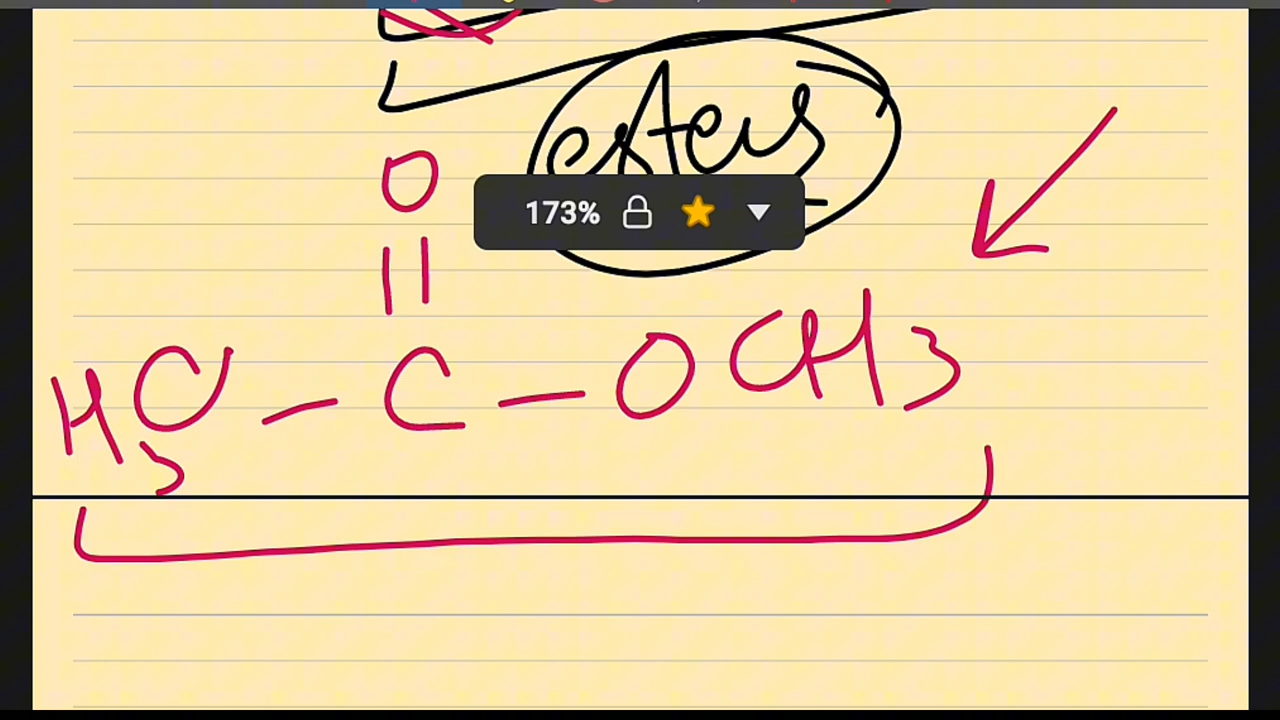 esters
173%
O
||
H3C - C - OCH3